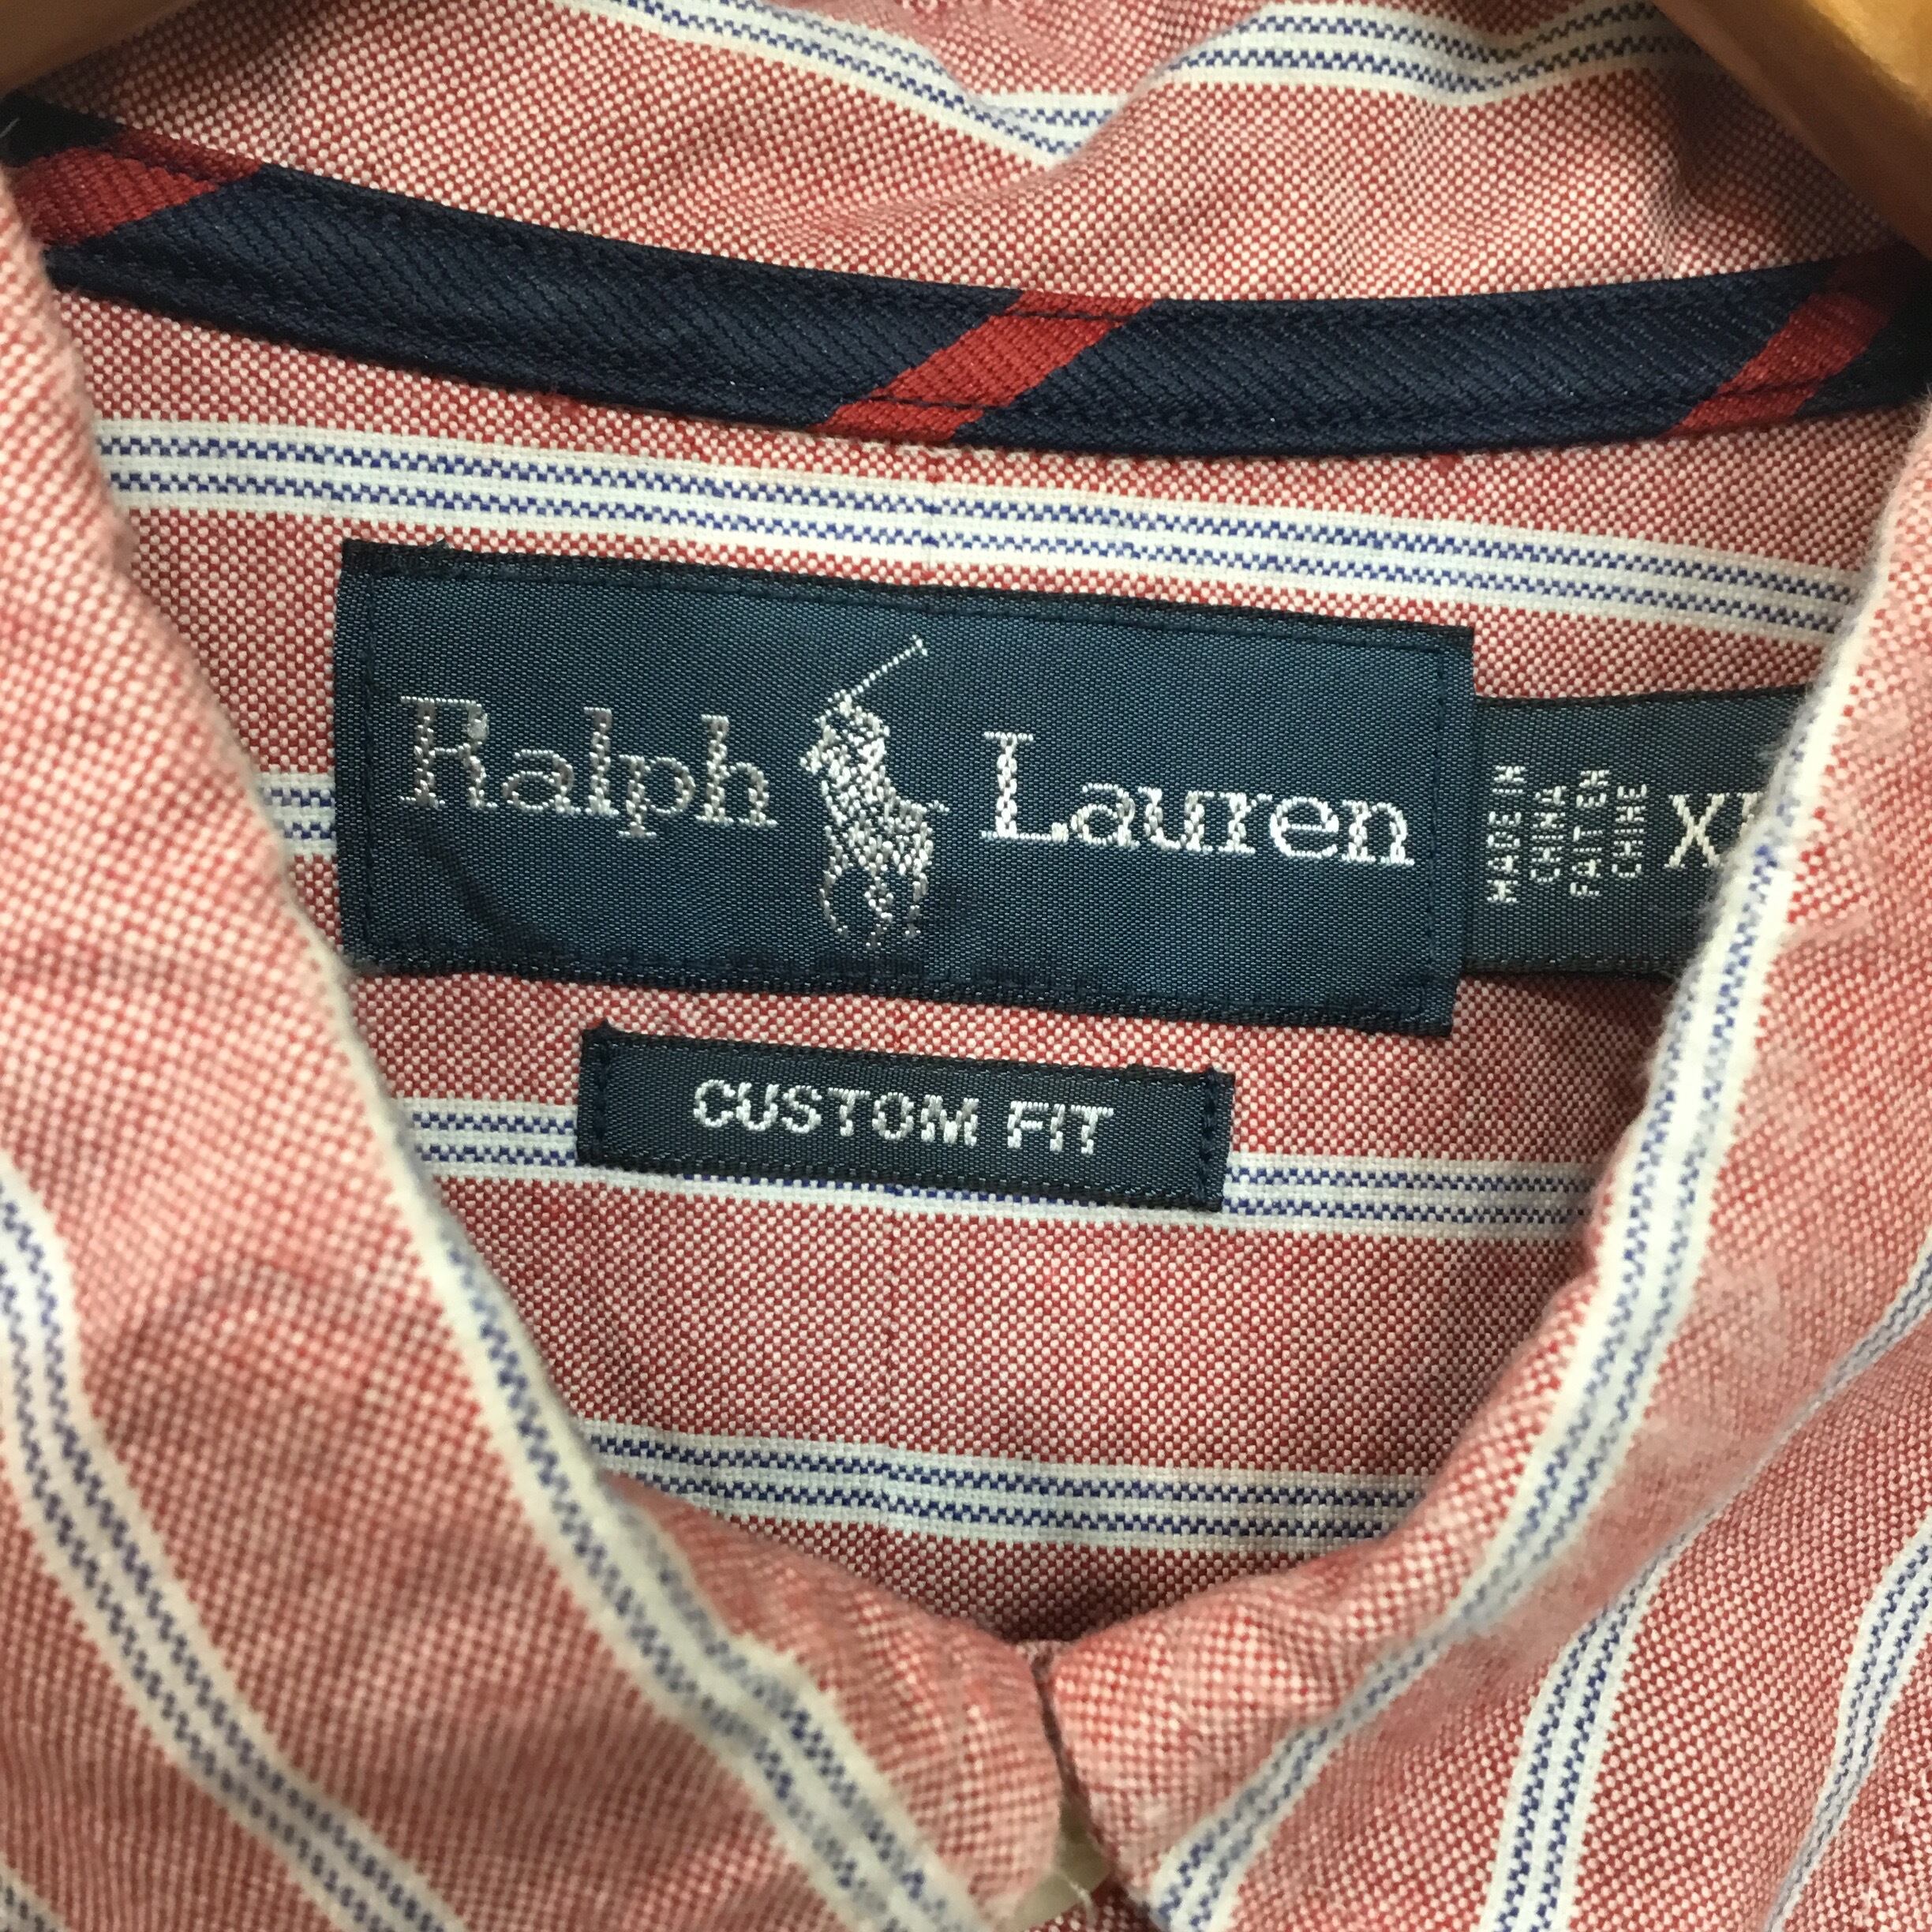 Ralph Lauren
MADE IN
CHINA
FAIT EN
CHINE
CUSTOM FIT